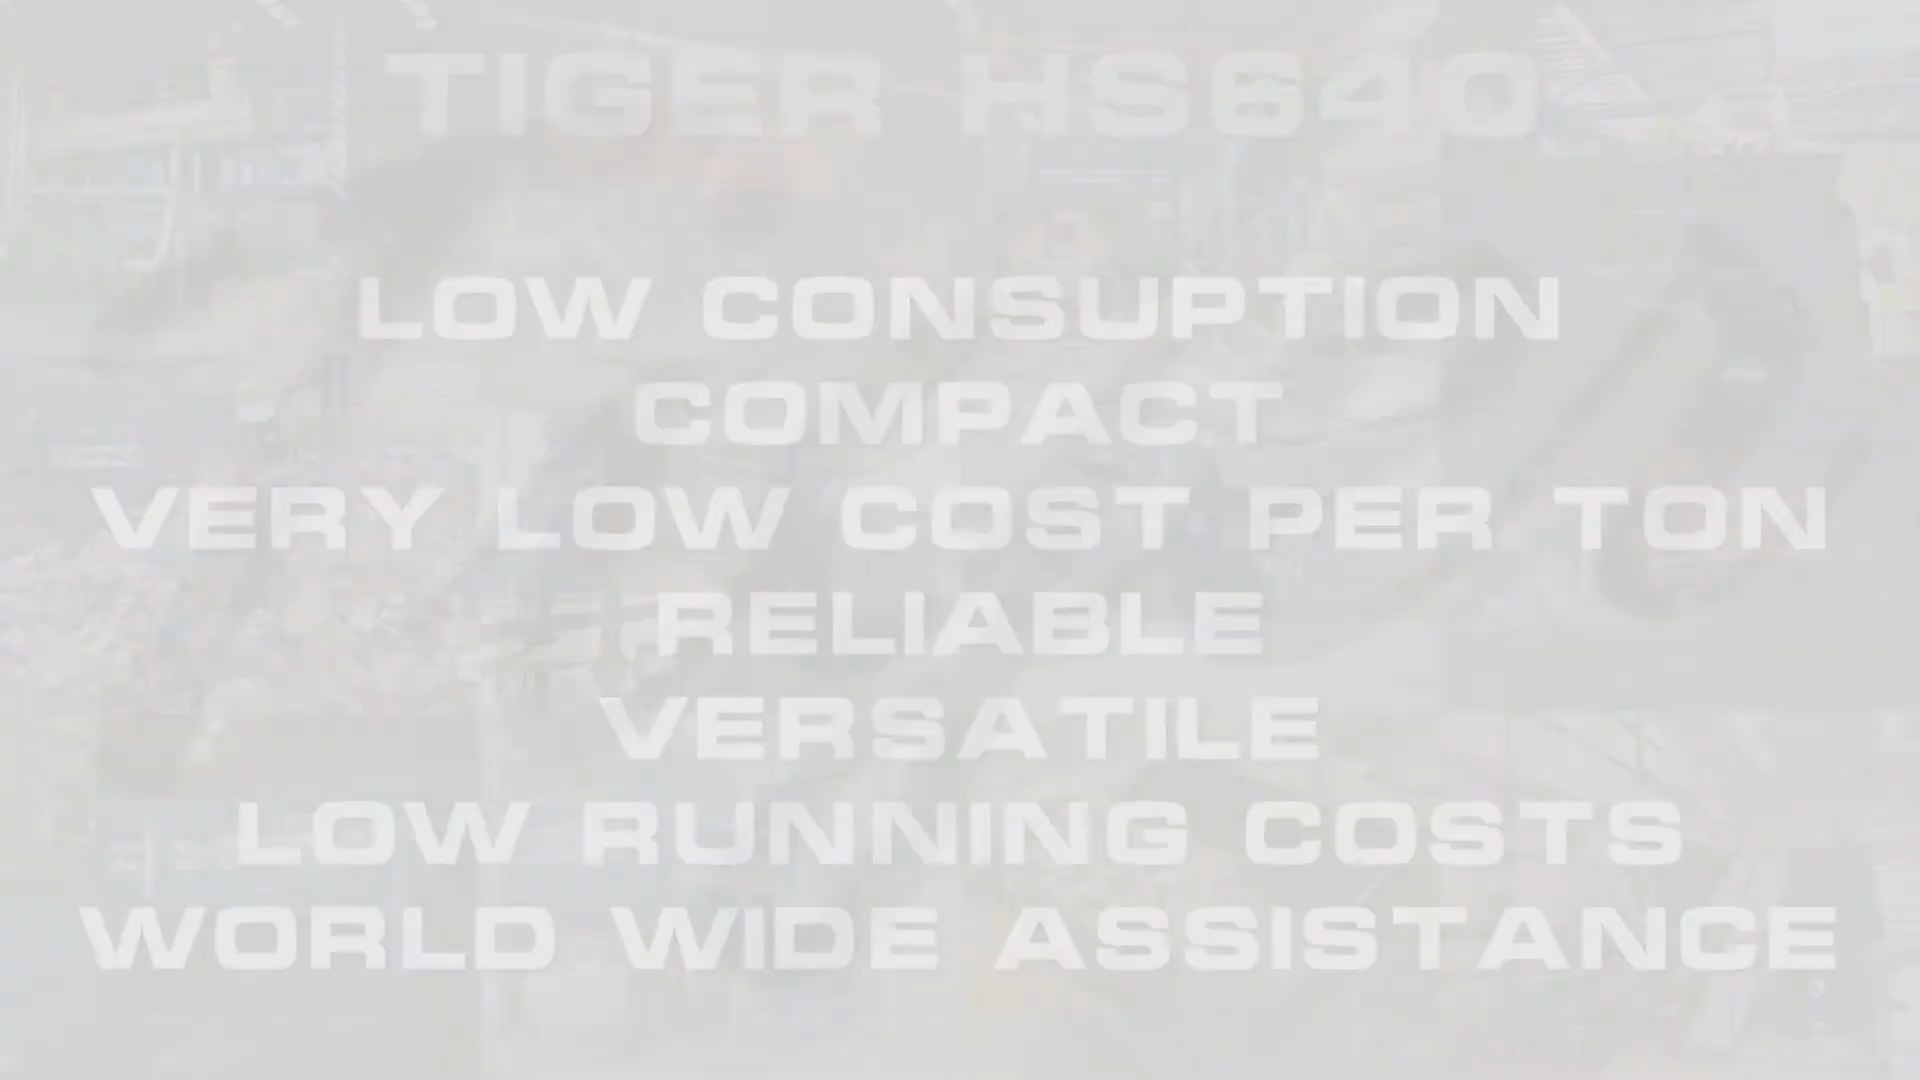 TIGER HS640
LOW CONSUPTION
COMPACT
VERY LOW COST PER TON
RELIABLE
VERSATILE
LOW RUNNING COSTS
WORLD WIDE ASSISTANCE